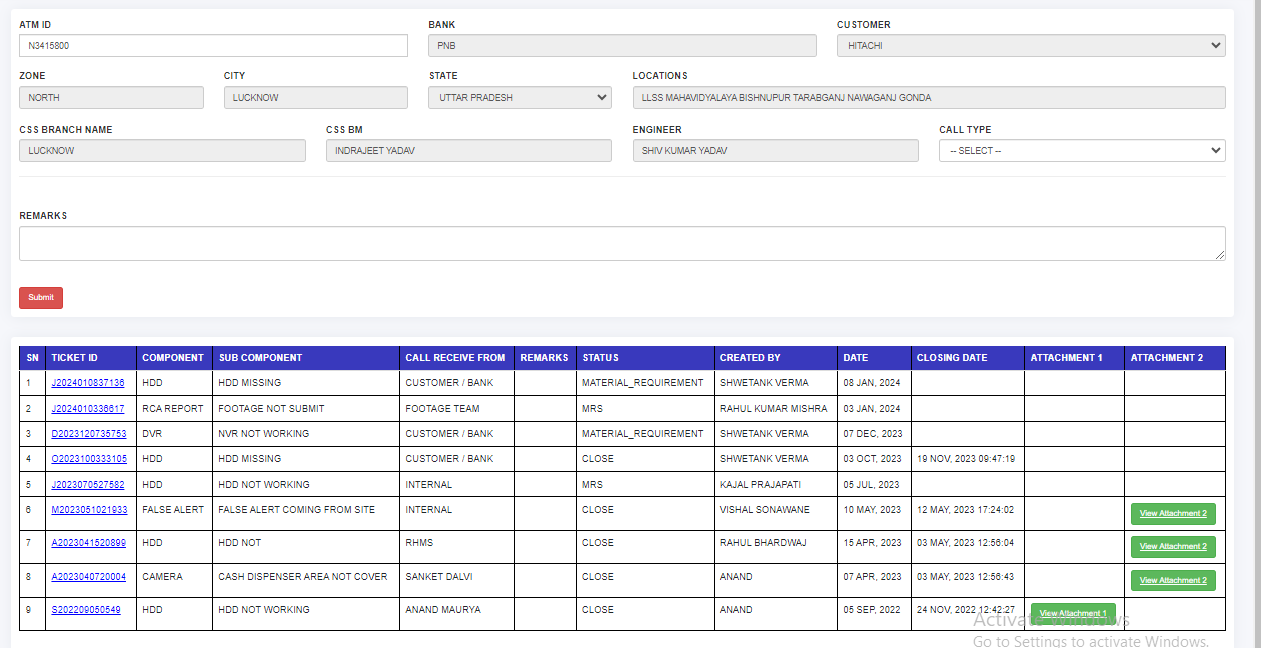 ATM ID BANK CUSTOMER
N3415800 PNB HITACHI
ZONE CITY STATE LOCATIONS
NORTH LUCKNOW UTTAR PRADESH LLSS MAHAVIDYALAYA BISHNUPUR TARABGANJ NAWAGANJ GONDA
CSS BRANCH NAME CSS BM ENGINEER CALL TYPE
LUCKNOW INDRAJEET YADAV SHIV KUMAR YADAV -- SELECT --
REMARKS
Submit
SN TICKET ID COMPONENT SUB COMPONENT CALL RECEIVE FROM REMARKS STATUS CREATED BY DATE CLOSING DATE ATTACHMENT 1 ATTACHMENT 2
1 J2024010837136 HDD HDD MISSING CUSTOMER / BANK MATERIAL_REQUIREMENT SHWETANK VERMA 08 JAN, 2024
2 J2024010336617 RCA REPORT FOOTAGE NOT SUBMIT FOOTAGE TEAM MRS RAHUL KUMAR MISHRA 03 JAN, 2024
3 D2023120735753 DVR NVR NOT WORKING CUSTOMER / BANK MATERIAL_REQUIREMENT SHWETANK VERMA 07 DEC, 2023
4 O2023100333105 HDD HDD MISSING CUSTOMER / BANK CLOSE SHWETANK VERMA 03 OCT, 2023 19 NOV, 2023 09:47:19
5 J2023070527582 HDD HDD NOT WORKING INTERNAL MRS KAJAL PRAJAPATI 05 JUL, 2023
6 M2023051021933 FALSE ALERT FALSE ALERT COMING FROM SITE INTERNAL CLOSE VISHAL SONAWANE 10 MAY, 2023 12 MAY, 2023 17:24:02 View Attachment 2
7 A2023041520899 HDD HDD NOT RHMS CLOSE RAHUL BHARDWAJ 15 APR, 2023 03 MAY, 2023 12:56:04 View Attachment 2
8 A2023040720004 CAMERA CASH DISPENSER AREA NOT COVER SANKET DALVI CLOSE ANAND 07 APR, 2023 03 MAY, 2023 12:56:43 View Attachment 2
9 S202209050549 HDD HDD NOT WORKING ANAND MAURYA CLOSE ANAND 05 SEP, 2022 24 NOV, 2022 12:42:27 View Attachment 1
Activate Windows
Go to Settings to activate Windows.